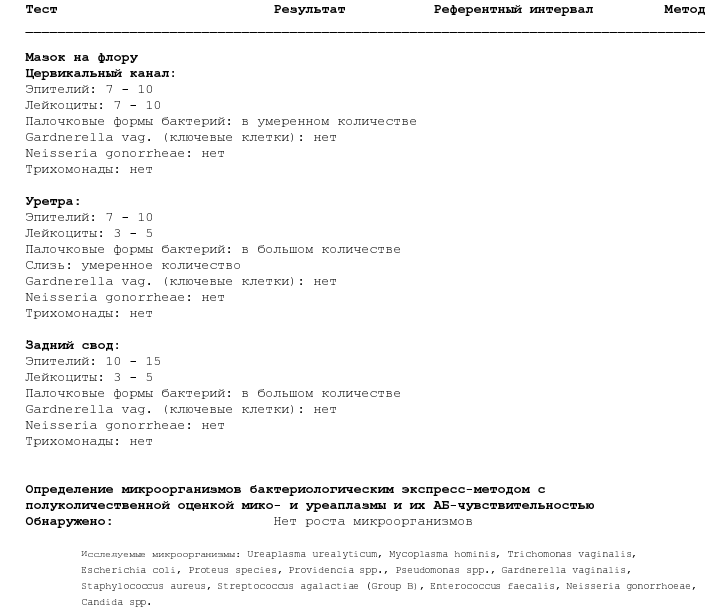 Тест Результат Референтный интервал Метод
Мазок на флору
Цервикальный канал:
Эпителий: 7 - 10
Лейкоциты: 7 - 10
Палочковые формы бактерий: в умеренном количестве
Gardnerella vag. (ключевые клетки): нет
Neisseria gonorrheae: нет
Трихомонады: нет
Уретра:
Эпителий: 7 - 10
Лейкоциты: 3 - 5
Палочковые формы бактерий: в большом количестве
Слизь: умеренное количество
Gardnerella vag. (ключевые клетки): нет
Neisseria gonorrheae: нет
Трихомонады: нет
Задний свод:
Эпителий: 10 - 15
Лейкоциты: 3 - 5
Палочковые формы бактерий: в большом количестве
Gardnerella vag. (ключевые клетки): нет
Neisseria gonorrheae: нет
Трихомонады: нет
Определение микроорганизмов бактериологическим экспресс-методом с
полуколичественной оценкой мико- и уреаплазмы и их АБ-чувствительностью
Обнаружено: Нет роста микроорганизмов
Исследуемые микроорганизмы: Ureaplasma urealyticum, Mycoplasma hominis, Trichomonas vaginalis,
Escherichia coli, Proteus species, Providencia spp., Pseudomonas spp., Gardnerella vaginalis,
Staphylococcus aureus, Streptococcus agalactiae (Group B), Enterococcus faecalis, Neisseria gonorrhoeae,
Candida spp.